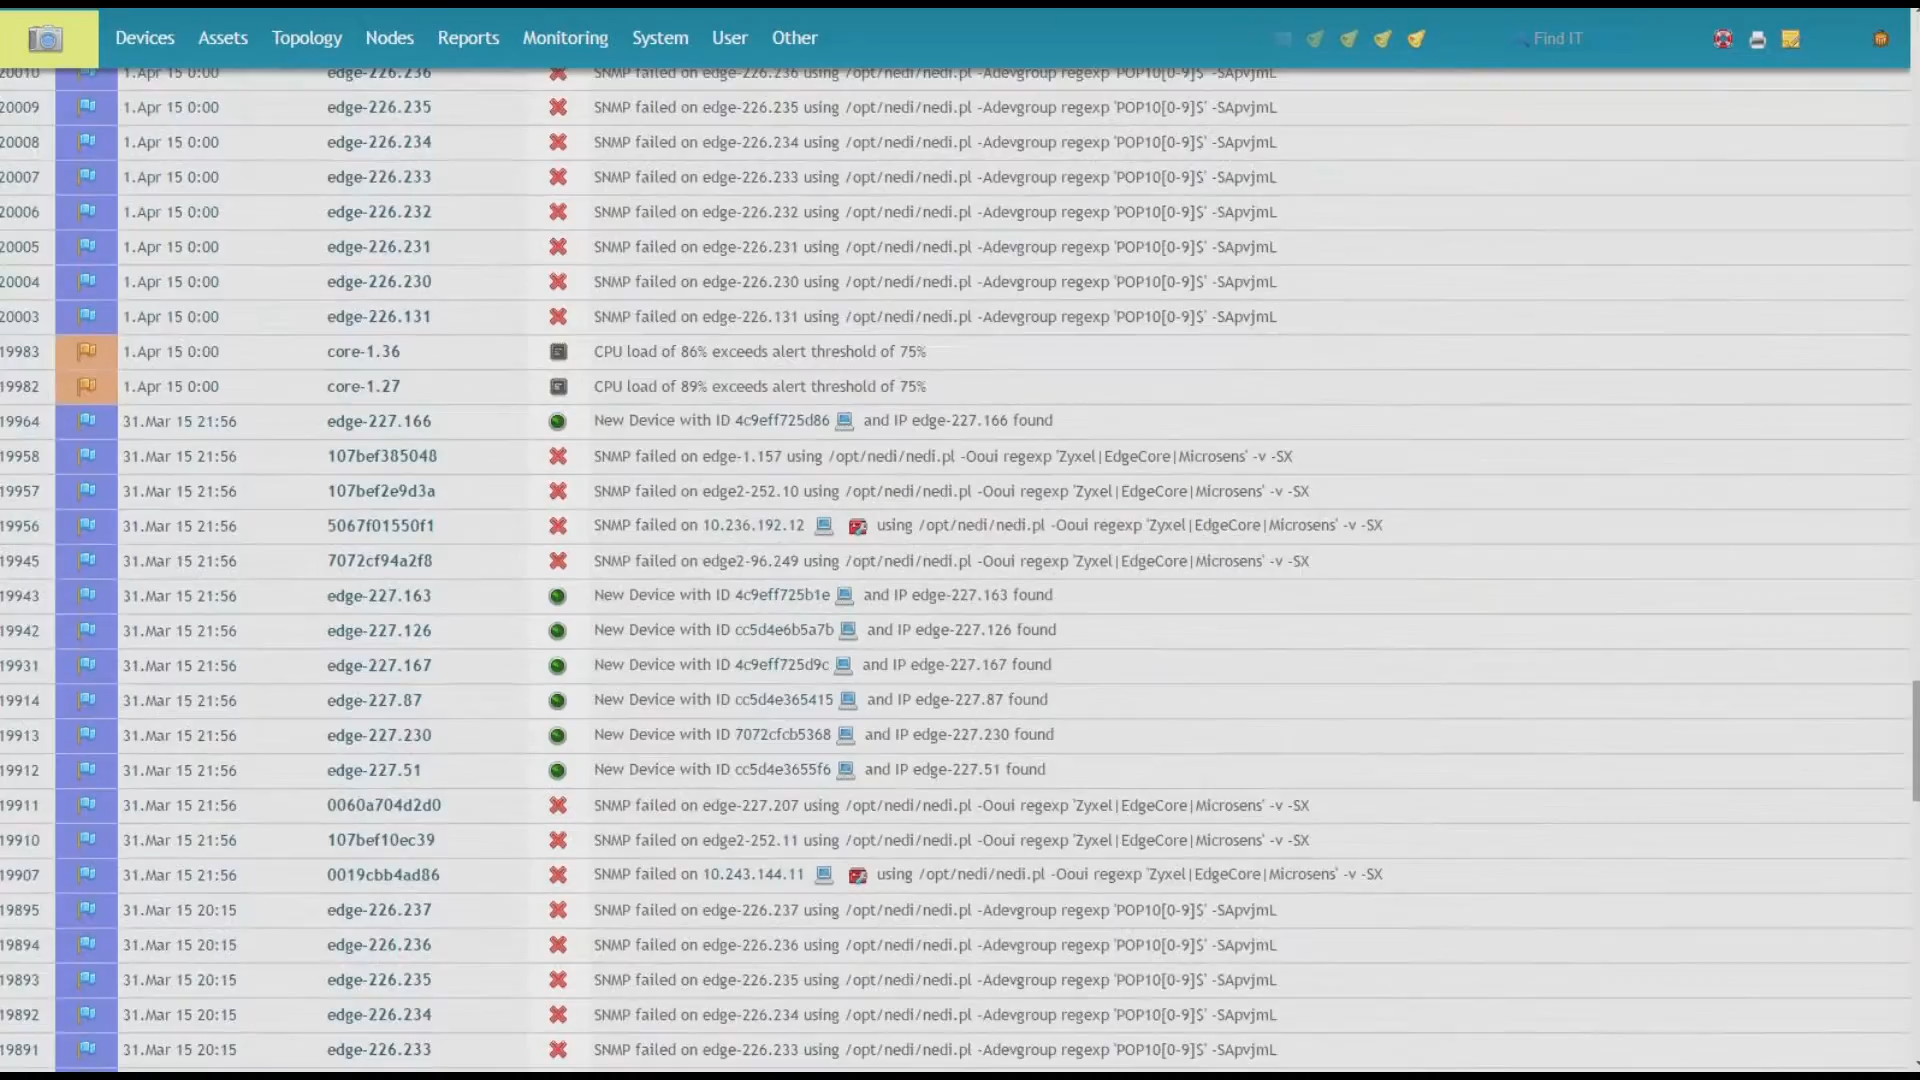 Devices Assets Topology Nodes Reports Monitoring System User Other Find IT
20010 1.Apr 15 0:00 edge-226.236 SNMP failed on edge-226.236 using /opt/nedi/nedi.pl -Adevgroup regexp 'POP10[0-9]$' -SApvjmL
20009 1.Apr 15 0:00 edge-226.235 SNMP failed on edge-226.235 using /opt/nedi/nedi.pl -Adevgroup regexp 'POP10[0-9]$' -SApvjmL
20008 1.Apr 15 0:00 edge-226.234 SNMP failed on edge-226.234 using /opt/nedi/nedi.pl -Adevgroup regexp 'POP10[0-9]$' -SApvjmL
20007 1.Apr 15 0:00 edge-226.233 SNMP failed on edge-226.233 using /opt/nedi/nedi.pl -Adevgroup regexp 'POP10[0-9]$' -SApvjmL
20006 1.Apr 15 0:00 edge-226.232 SNMP failed on edge-226.232 using /opt/nedi/nedi.pl -Adevgroup regexp 'POP10[0-9]$' -SApvjmL
20005 1.Apr 15 0:00 edge-226.231 SNMP failed on edge-226.231 using /opt/nedi/nedi.pl -Adevgroup regexp 'POP10[0-9]$' -SApvjmL
20004 1.Apr 15 0:00 edge-226.230 SNMP failed on edge-226.230 using /opt/nedi/nedi.pl -Adevgroup regexp 'POP10[0-9]$' -SApvjmL
20003 1.Apr 15 0:00 edge-226.131 SNMP failed on edge-226.131 using /opt/nedi/nedi.pl -Adevgroup regexp 'POP10[0-9]$' -SApvjmL
19983 1.Apr 15 0:00 core-1.36 CPU load of 86% exceeds alert threshold of 75%
19982 1.Apr 15 0:00 core-1.27 CPU load of 89% exceeds alert threshold of 75%
19964 31.Mar 15 21:56 edge-227.166 New Device with ID 4c9eff725d86 and IP edge-227.166 found
19958 31.Mar 15 21:56 107bef385048 SNMP failed on edge-1.157 using /opt/nedi/nedi.pl -Ooui regexp 'Zyxel|EdgeCore|Microsens' -v -SX
19957 31.Mar 15 21:56 107bef2e9d3a SNMP failed on edge2-252.10 using /opt/nedi/nedi.pl -Ooui regexp 'Zyxel|EdgeCore|Microsens' -v -SX
19956 31.Mar 15 21:56 5067f01550f1 SNMP failed on 10.236.192.12 using /opt/nedi/nedi.pl -Ooui regexp 'Zyxel|EdgeCore|Microsens' -v -SX
19945 31.Mar 15 21:56 7072cf94a2f8 SNMP failed on edge2-96.249 using /opt/nedi/nedi.pl -Ooui regexp 'Zyxel|EdgeCore|Microsens' -v -SX
19943 31.Mar 15 21:56 edge-227.163 New Device with ID 4c9eff725b1e and IP edge-227.163 found
19942 31.Mar 15 21:56 edge-227.126 New Device with ID cc5d4e6b5a7b and IP edge-227.126 found
19931 31.Mar 15 21:56 edge-227.167 New Device with ID 4c9eff725d9c and IP edge-227.167 found
19914 31.Mar 15 21:56 edge-227.87 New Device with ID cc5d4e365415 and IP edge-227.87 found
19913 31.Mar 15 21:56 edge-227.230 New Device with ID 7072cfcb5368 and IP edge-227.230 found
19912 31.Mar 15 21:56 edge-227.51 New Device with ID cc5d4e3655f6 and IP edge-227.51 found
19911 31.Mar 15 21:56 0060a704d2d0 SNMP failed on edge-227.207 using /opt/nedi/nedi.pl -Ooui regexp 'Zyxel|EdgeCore|Microsens' -v -SX
19910 31.Mar 15 21:56 107bef10ec39 SNMP failed on edge2-252.11 using /opt/nedi/nedi.pl -Ooui regexp 'Zyxel|EdgeCore|Microsens' -v -SX
19907 31.Mar 15 21:56 0019cbb4ad86 SNMP failed on 10.243.144.11 using /opt/nedi/nedi.pl -Ooui regexp 'Zyxel|EdgeCore|Microsens' -v -SX
19895 31.Mar 15 20:15 edge-226.237 SNMP failed on edge-226.237 using /opt/nedi/nedi.pl -Adevgroup regexp 'POP10[0-9]$' -SApvjmL
19894 31.Mar 15 20:15 edge-226.236 SNMP failed on edge-226.236 using /opt/nedi/nedi.pl -Adevgroup regexp 'POP10[0-9]$' -SApvjmL
19893 31.Mar 15 20:15 edge-226.235 SNMP failed on edge-226.235 using /opt/nedi/nedi.pl -Adevgroup regexp 'POP10[0-9]$' -SApvjmL
19892 31.Mar 15 20:15 edge-226.234 SNMP failed on edge-226.234 using /opt/nedi/nedi.pl -Adevgroup regexp 'POP10[0-9]$' -SApvjmL
19891 31.Mar 15 20:15 edge-226.233 SNMP failed on edge-226.233 using /opt/nedi/nedi.pl -Adevgroup regexp 'POP10[0-9]$' -SApvjmL